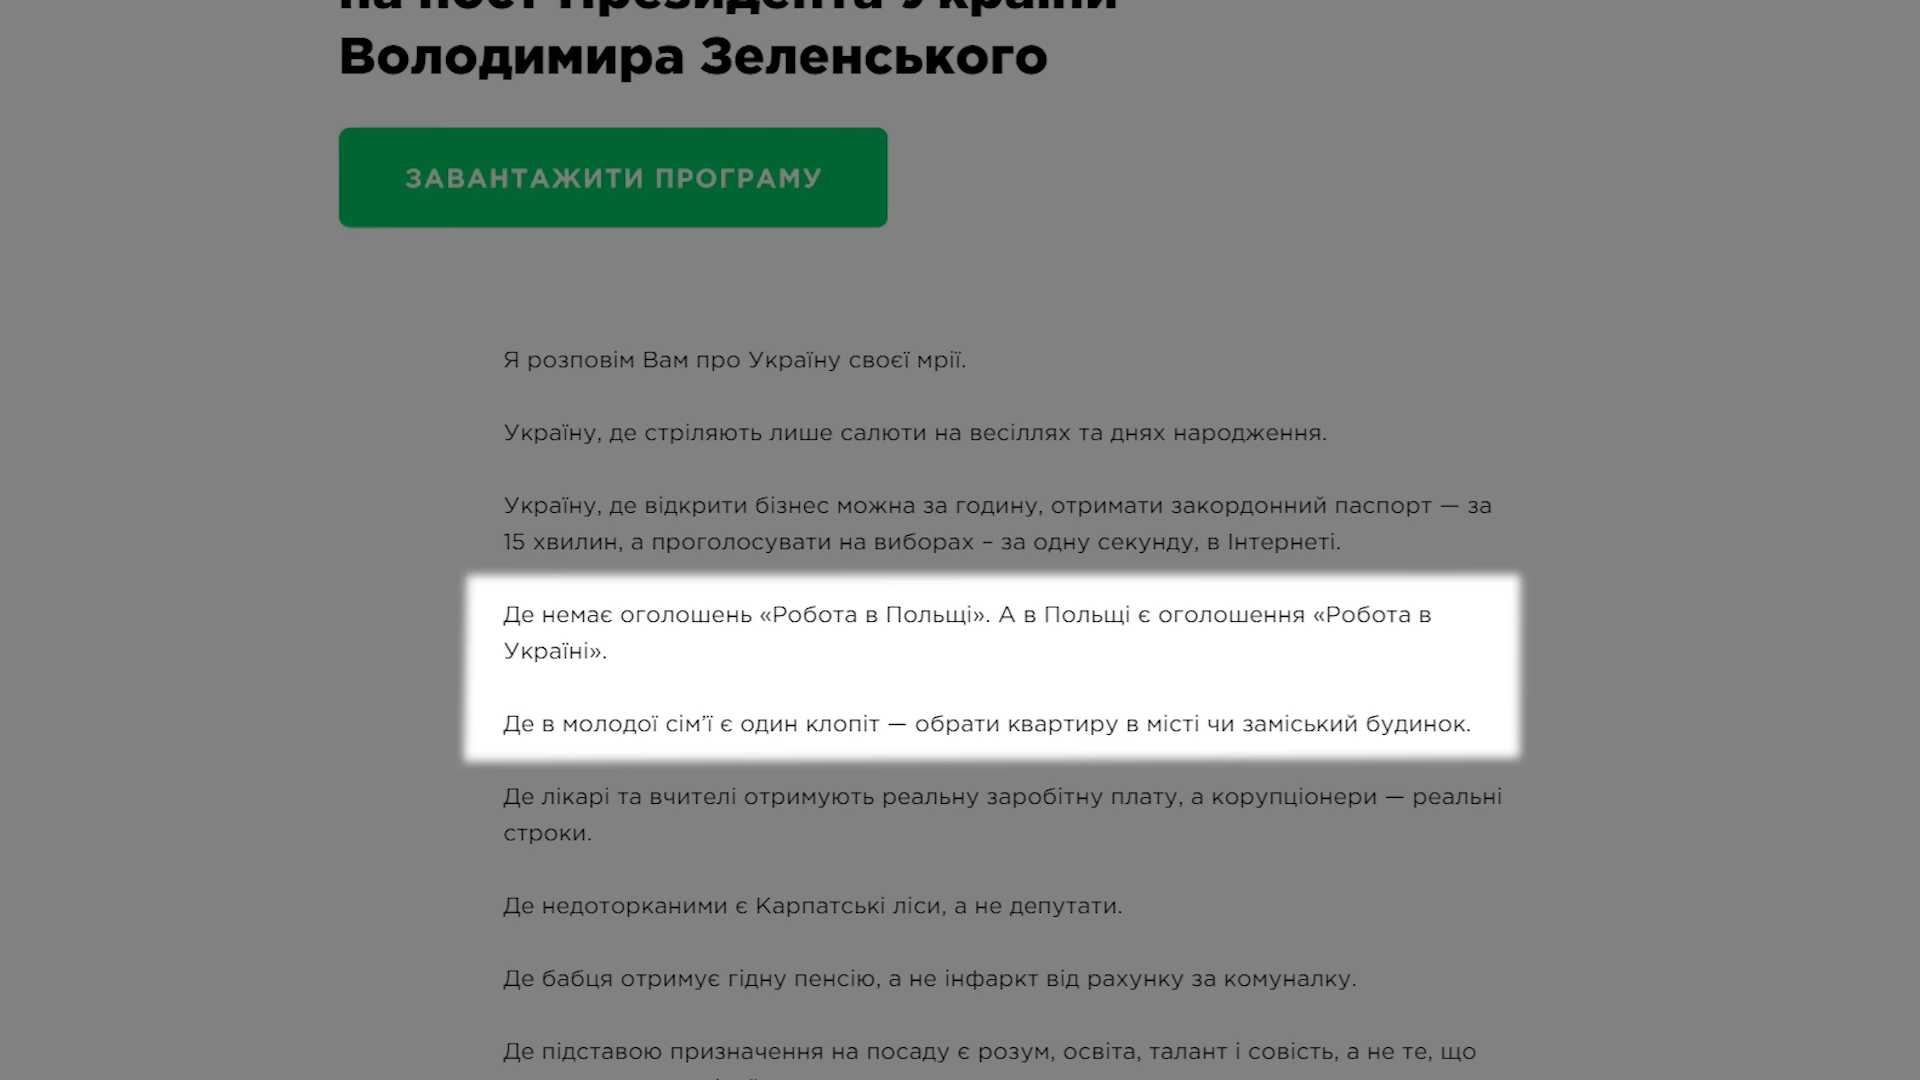 на пост Президента України
Володимира Зеленського
ЗАВАНТАЖИТИ ПРОГРАМУ
Я розповім Вам про Україну своєї мрії.
Україну, де стріляють лише салюти на весіллях та днях народження.
Україну, де відкрити бізнес можна за годину, отримати закордонний паспорт — за
15 хвилин, а проголосувати на виборах – за одну секунду, в Інтернеті.
Де немає оголошень «Робота в Польщі». А в Польщі є оголошення «Робота в
Україні».
Де в молодої сім’ї є один клопіт — обрати квартиру в місті чи заміський будинок.
Де лікарі та вчителі отримують реальну заробітну плату, а корупціонери — реальні
строки.
Де недоторканими є Карпатські ліси, а не депутати.
Де бабця отримує гідну пенсію, а не інфаркт від рахунку за комуналку.
Де підставою призначення на посаду є розум, освіта, талант і совість, а не те, що